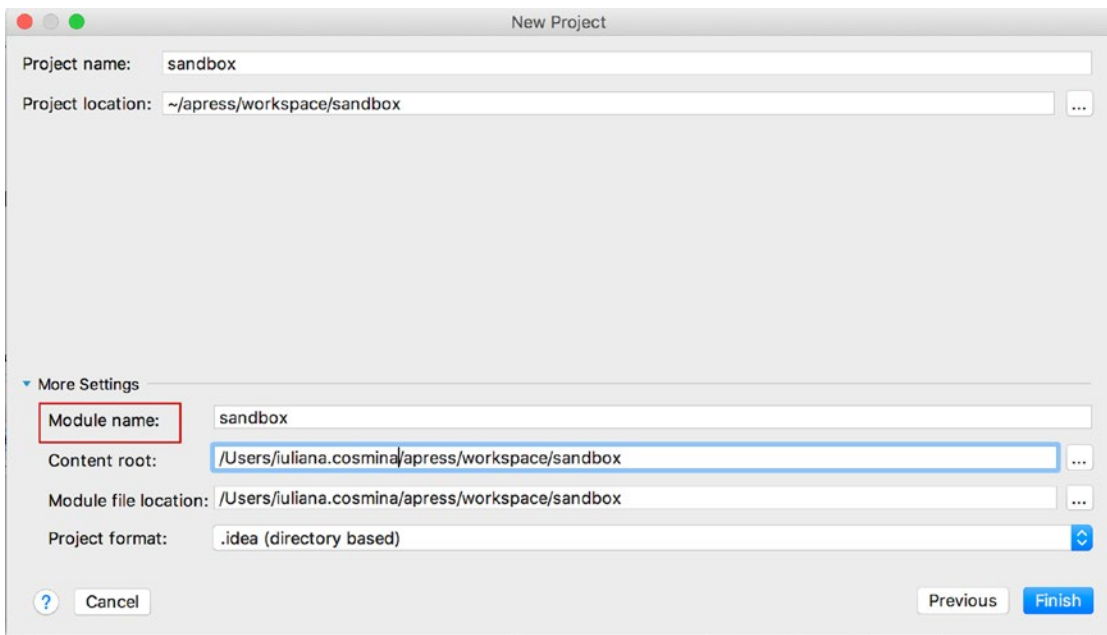 New Project
Project name: sandbox
Project location: ~/apress/workspace/sandbox ...
More Settings
Module name: sandbox
Content root: /Users/iuliana.cosmina/apress/workspace/sandbox ...
Module file location: /Users/iuliana.cosmina/apress/workspace/sandbox ...
Project format: .idea (directory based)
? Cancel Previous Finish